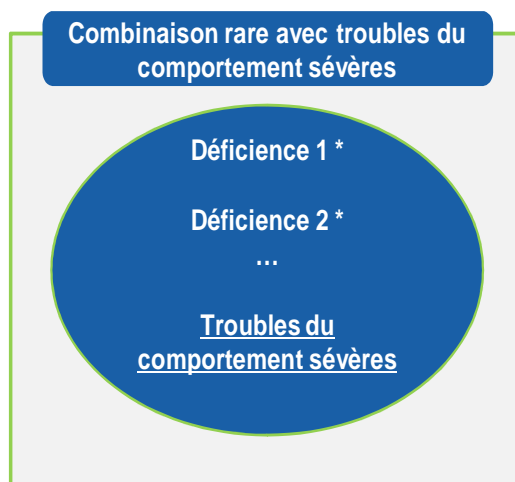 Combinaison rare avec troubles du
comportement sévères
Déficience 1 *
Déficience 2 *
…
Troubles du
comportement sévères